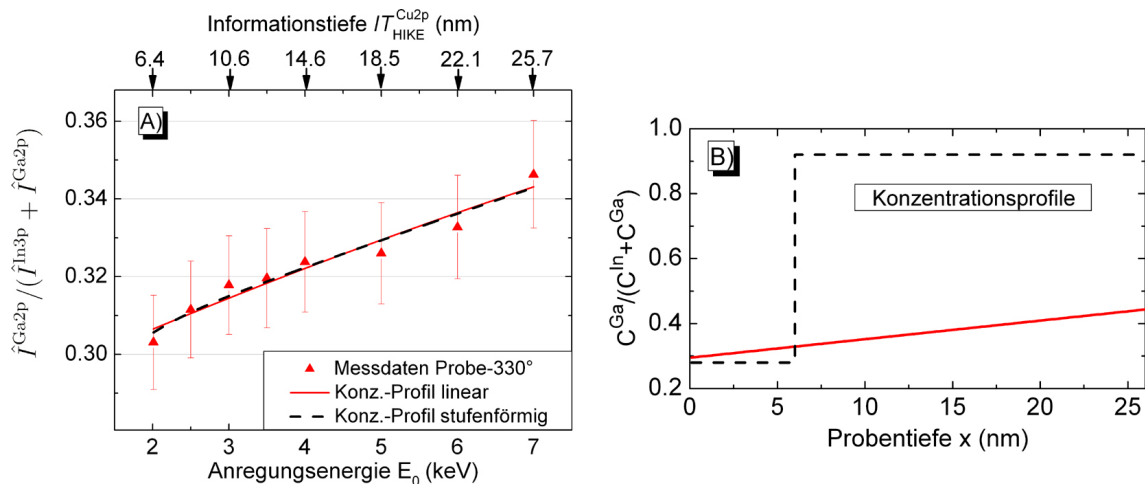 Informationstiefe IT_HIKE^Cu2p (nm)
6.4 10.6 14.6 18.5 22.1 25.7
A)
Î^Ga2p/(Î^In3p + Î^Ga2p)
0.36
0.34
0.32
0.30
Messdaten Probe-330°
Konz.-Profil linear
Konz.-Profil stufenförmig
2 3 4 5 6 7
Anregungsenergie E_0 (keV)
B)
Konzentrationsprofile
C^Ga/(C^In+C^Ga)
1.0
0.8
0.6
0.4
0.2
0 5 10 15 20 25
Probentiefe x (nm)